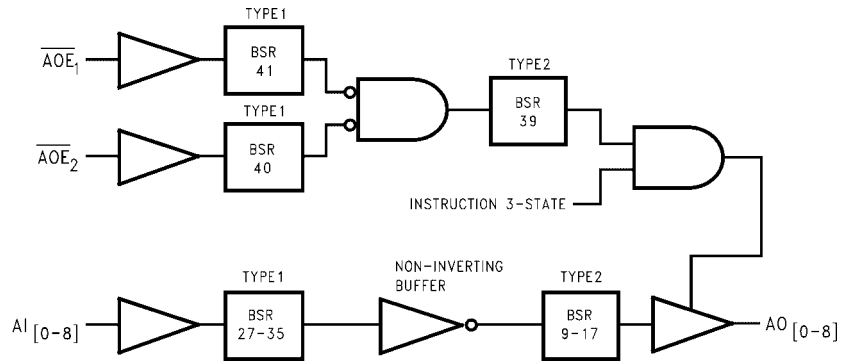 TYPE1
AOE1
BSR
41
TYPE2
BSR
39
TYPE1
AOE2
BSR
40
INSTRUCTION 3-STATE
TYPE1
NON-INVERTING
BUFFER
TYPE2
AI[0-8]
BSR
27-35
BSR
9-17
AO[0-8]